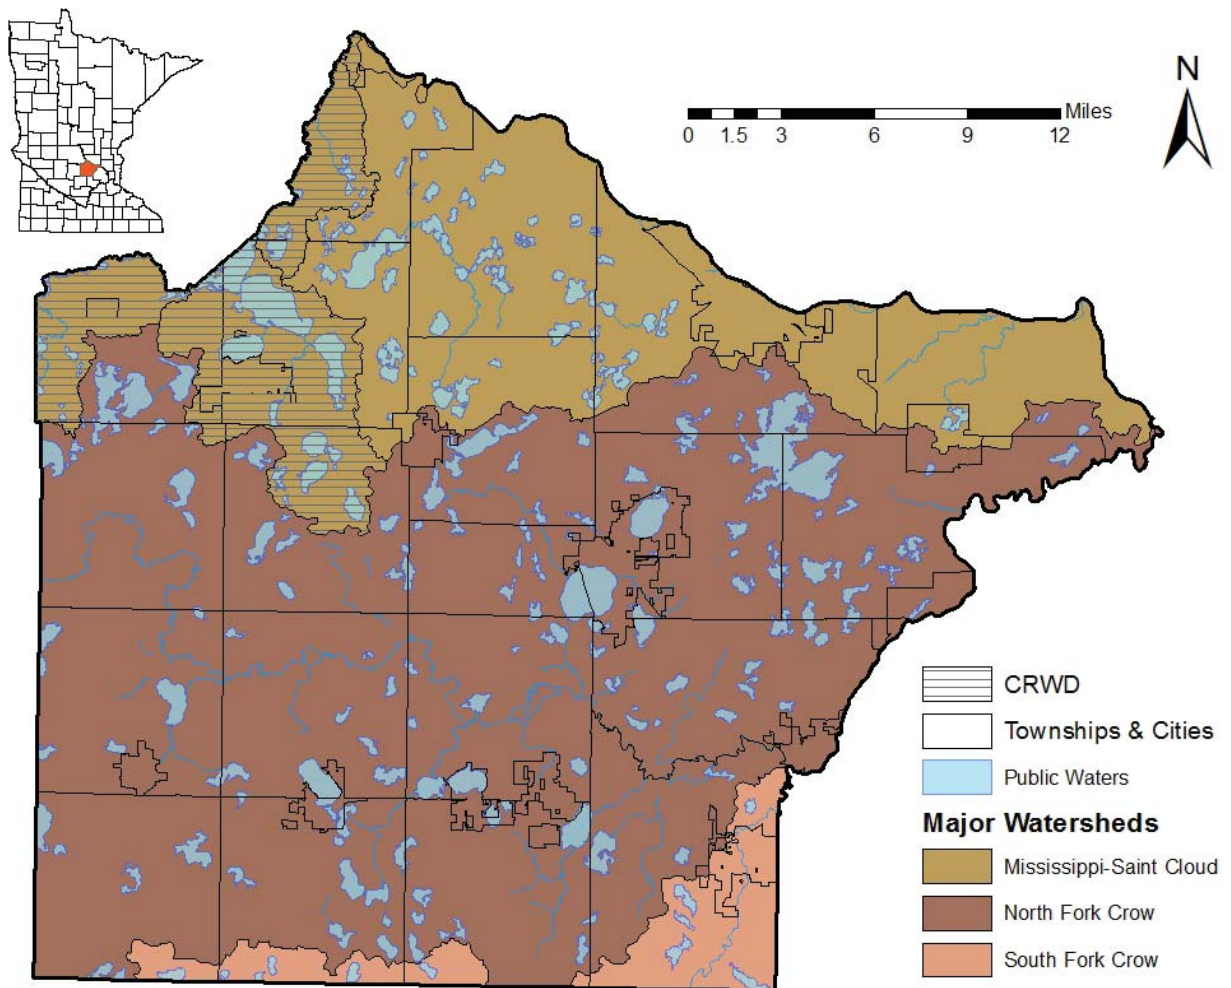 N
Miles
0 1.5 3 6 9 12
CRWD
Townships & Cities
Public Waters
Major Watersheds
Mississippi-Saint Cloud
North Fork Crow
South Fork Crow